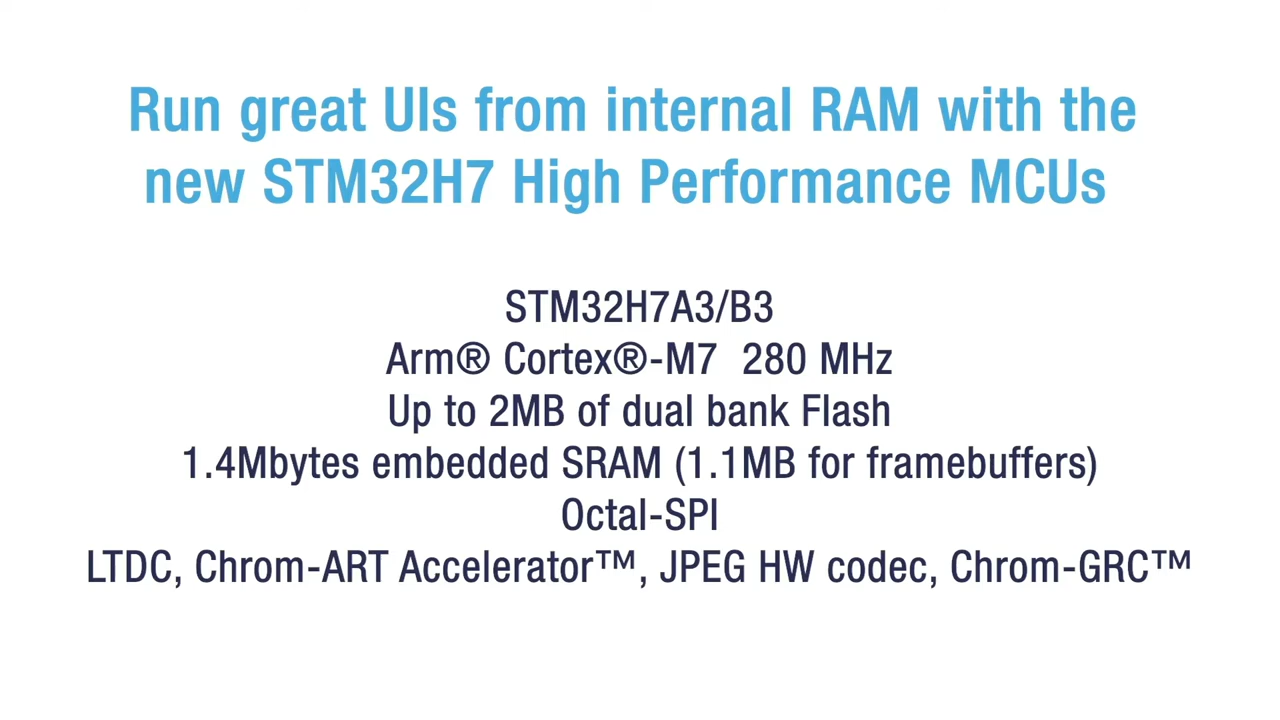 Run great UIs from internal RAM with the
new STM32H7 High Performance MCUs
STM32H7A3/B3
Arm® Cortex®-M7  280 MHz
Up to 2MB of dual bank Flash
1.4Mbytes embedded SRAM (1.1MB for framebuffers)
Octal-SPI
LTDC, Chrom-ART Accelerator™, JPEG HW codec, Chrom-GRC™